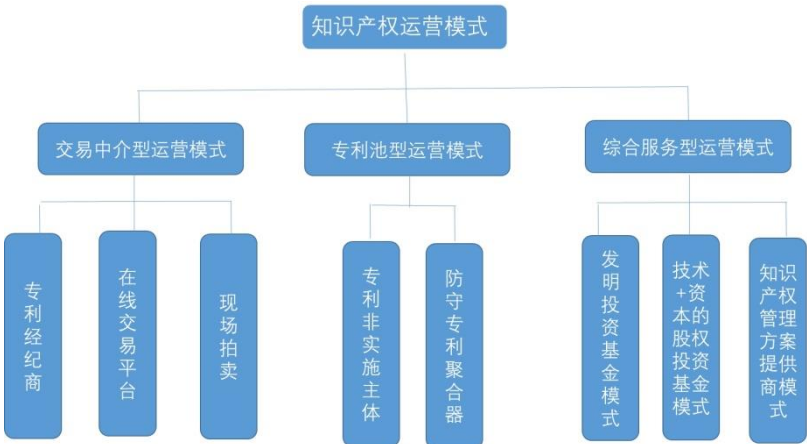 知识产权运营模式
交易中介型运营模式
专利池型运营模式
综合服务型运营模式
专利经纪商
在线交易平台
现场拍卖
专利非实施主体
防守专利聚合器
发明投资基金模式
技术
+资
本的
股权
投资
基金
模式
知识
产权
管理
方案
提供
商模
式